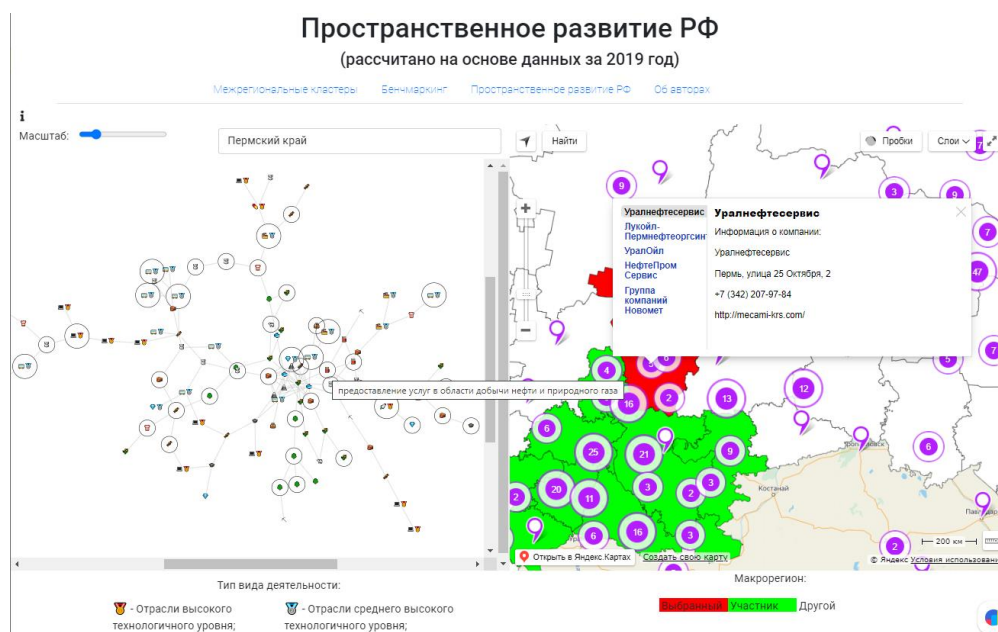 Пространственное развитие РФ
(рассчитано на основе данных за 2019 год)
Межрегиональные кластеры Бенчмаркинг Пространственное развитие РФ Об авторах
i
Масштаб:
Пермский край
Найти
Пробки
Слои
7
9
3
9
7
47
Уралнефтесервис
Лукойл-
Пермнефтеоргсинт
УралОйл
НефтеПром
Сервис
Группа
компаний
Новомет
Уралнефтесервис
Информация о компании:
Уралнефтесервис
Пермь, улица 25 Октября, 2
+7 (342) 207-97-84
http://mecami-krs.com/
4
5
6
5
предоставление услуг в области добычи нефти и природного газа
16
2
13
12
6
25
21
9
6
20
11
3
2
3
2
6
16
3
2
Костанай
200 км
Открыть в Яндекс Картах
Создать свою карту
© Яндекс Условия использовани
Тип вида деятельности:
- Отрасли высокого
технологичного уровня;
- Отрасли среднего высокого
технологичного уровня;
Макрорегион:
Выбранный Участник Другой